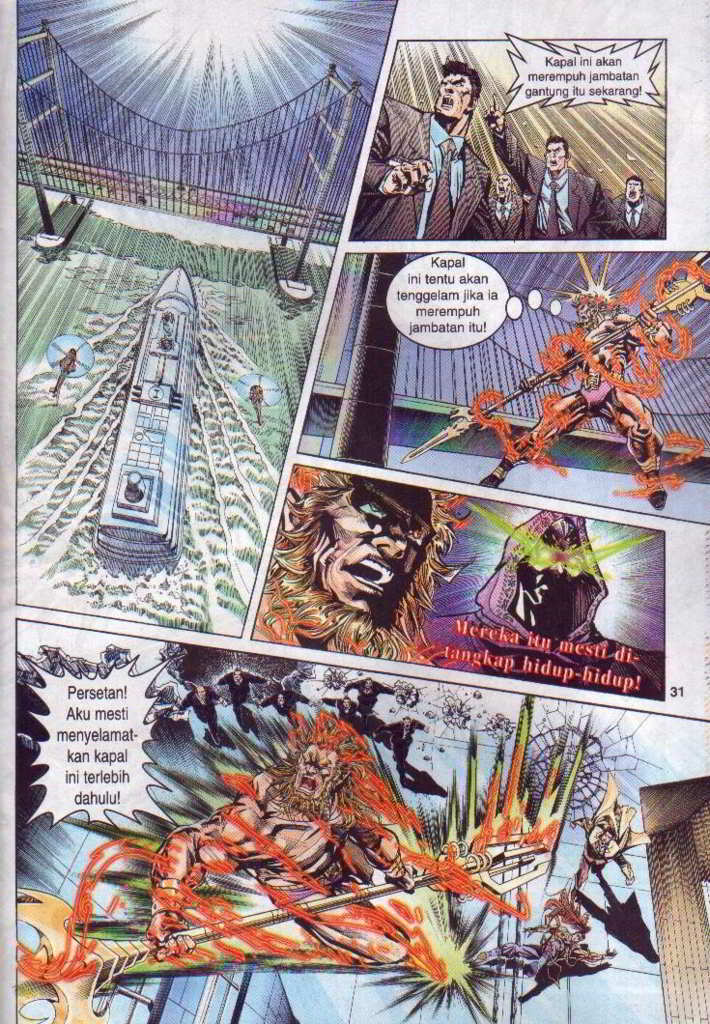 Kapal ini akan
merempuh jambatan
gantung itu sekarang!
Kapal
ini tentu akan
tenggelam jika ia
merempuh
jambatan itu!
Mereka itu mesti di-
tangkap hidup-hidup!
31
Persetan!
Aku mesti
menyelamat-
kan kapal
ini terlebih
dahulu!